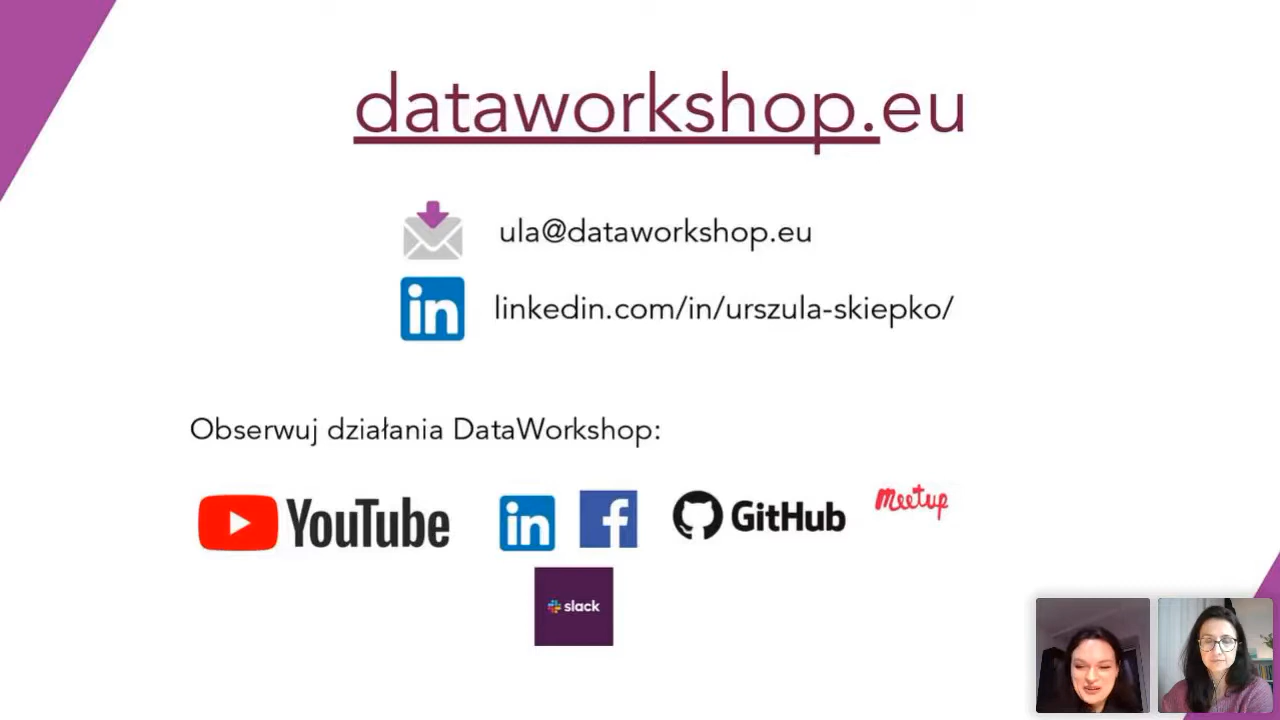 dataworkshop.eu
ula@dataworkshop.eu
linkedin.com/in/urszula-skiepko/
Obserwuj działania DataWorkshop:
YouTube in f GitHub Meetup
slack